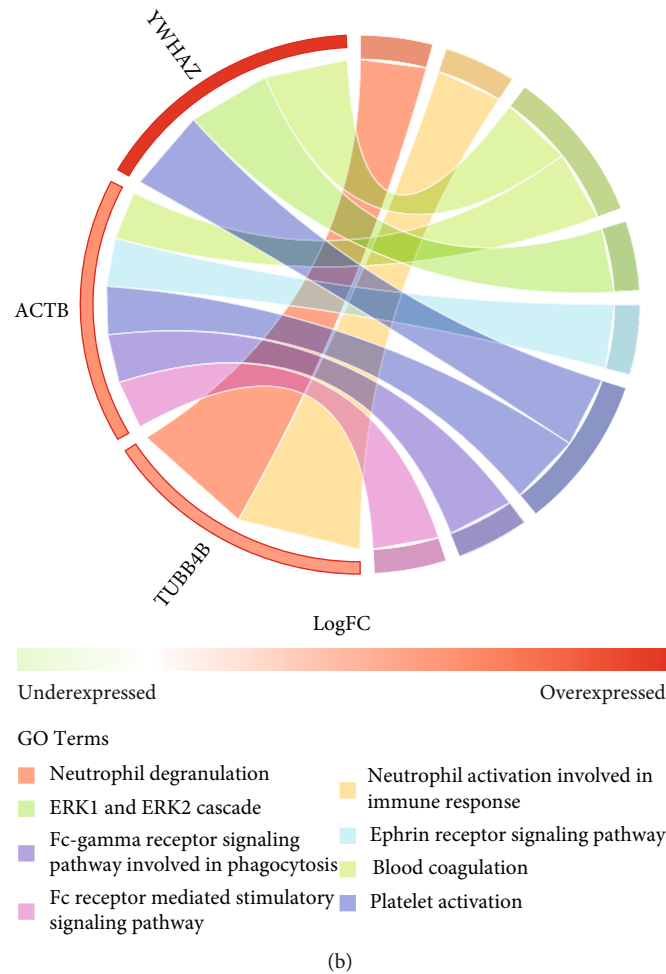 YWHAZ
ACTB
TUBB4B
LogFC
Underexpressed
Overexpressed
GO Terms
Neutrophil degranulation
ERK1 and ERK2 cascade
Fc-gamma receptor signaling
pathway involved in phagocytosis
Fc receptor mediated stimulatory
signaling pathway
Neutrophil activation involved in
immune response
Ephrin receptor signaling pathway
Blood coagulation
Platelet activation
(b)